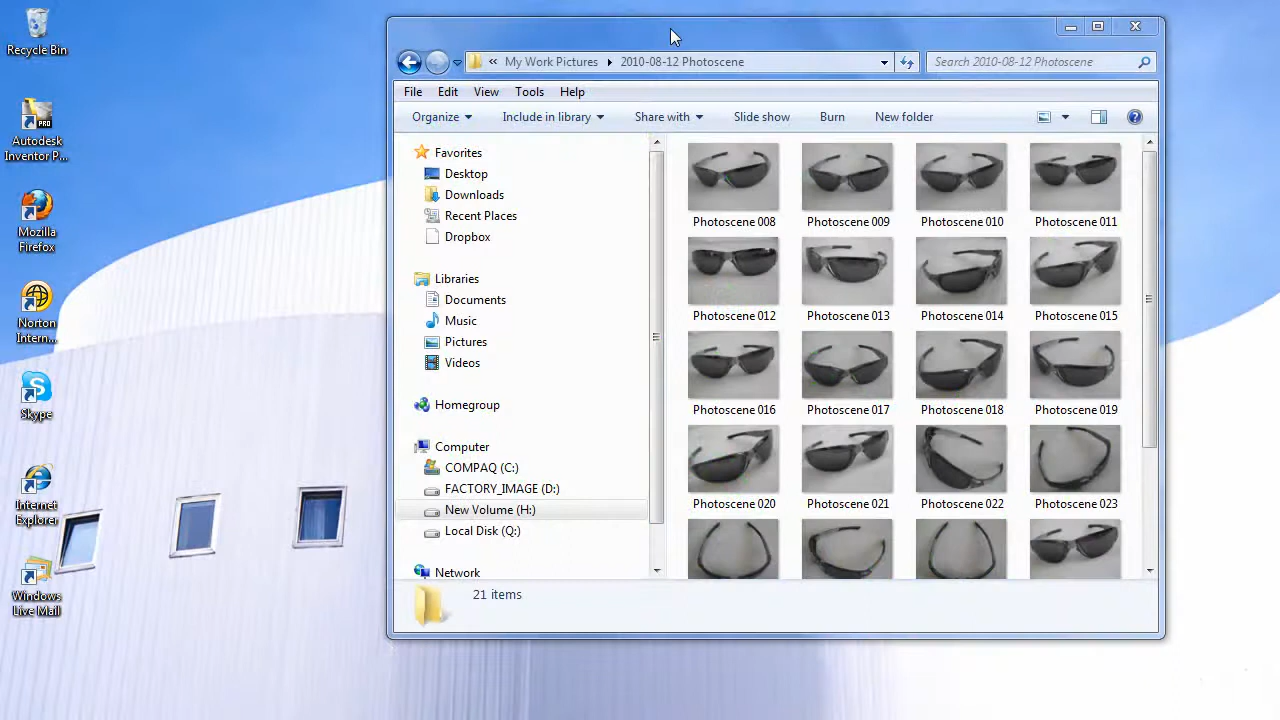 Recycle Bin
Autodesk
Inventor P...
PRO
Mozilla
Firefox
Norton
Intern...
Skype
Internet
Explorer
Windows
Live Mail
« My Work Pictures 2010-08-12 Photoscene
Search 2010-08-12 Photoscene
File Edit View Tools Help
Organize Include in library Share with Slide show Burn New folder
Favorites
Desktop
Downloads
Recent Places
Dropbox
Libraries
Documents
Music
Pictures
Videos
Homegroup
Computer
COMPAQ (C:)
FACTORY_IMAGE (D:)
New Volume (H:)
Local Disk (Q:)
Network
Photoscene 008 Photoscene 009 Photoscene 010 Photoscene 011
Photoscene 012 Photoscene 013 Photoscene 014 Photoscene 015
Photoscene 016 Photoscene 017 Photoscene 018 Photoscene 019
Photoscene 020 Photoscene 021 Photoscene 022 Photoscene 023
21 items